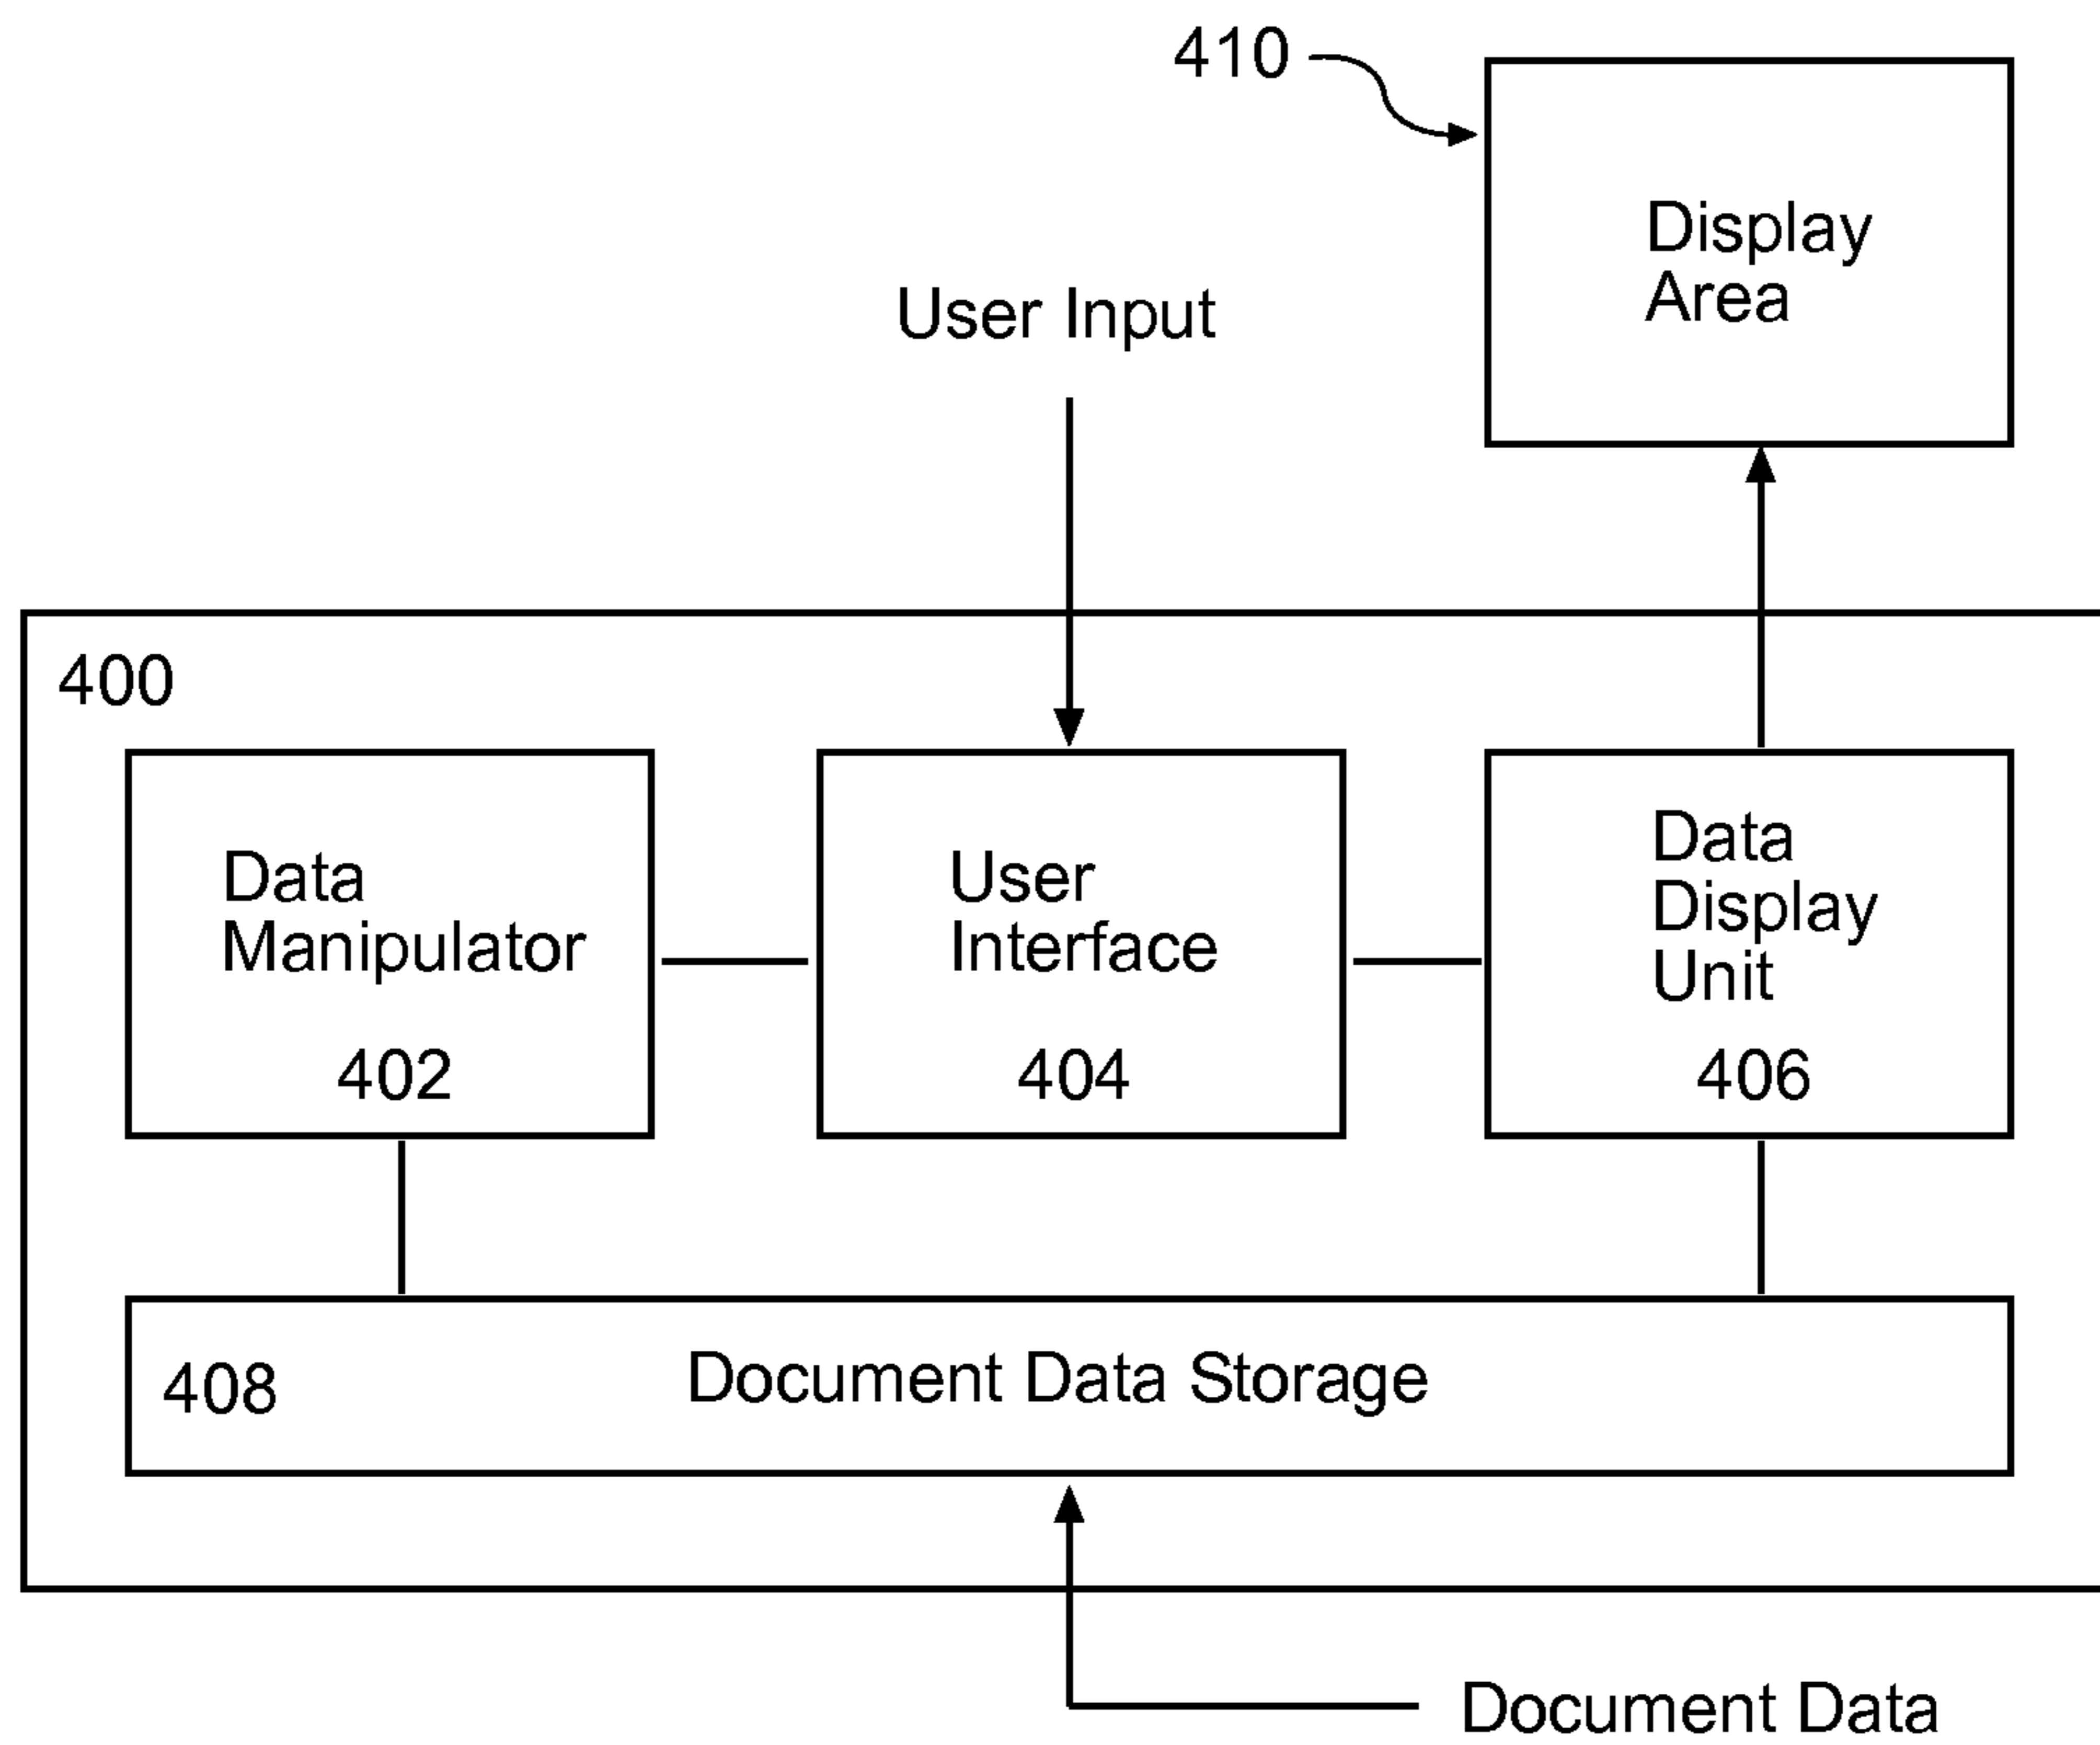 410
Display
Area
User Input
400
Data
Manipulator
402
User
Interface
404
Data
Display
Unit
406
408
Document Data Storage
Document Data